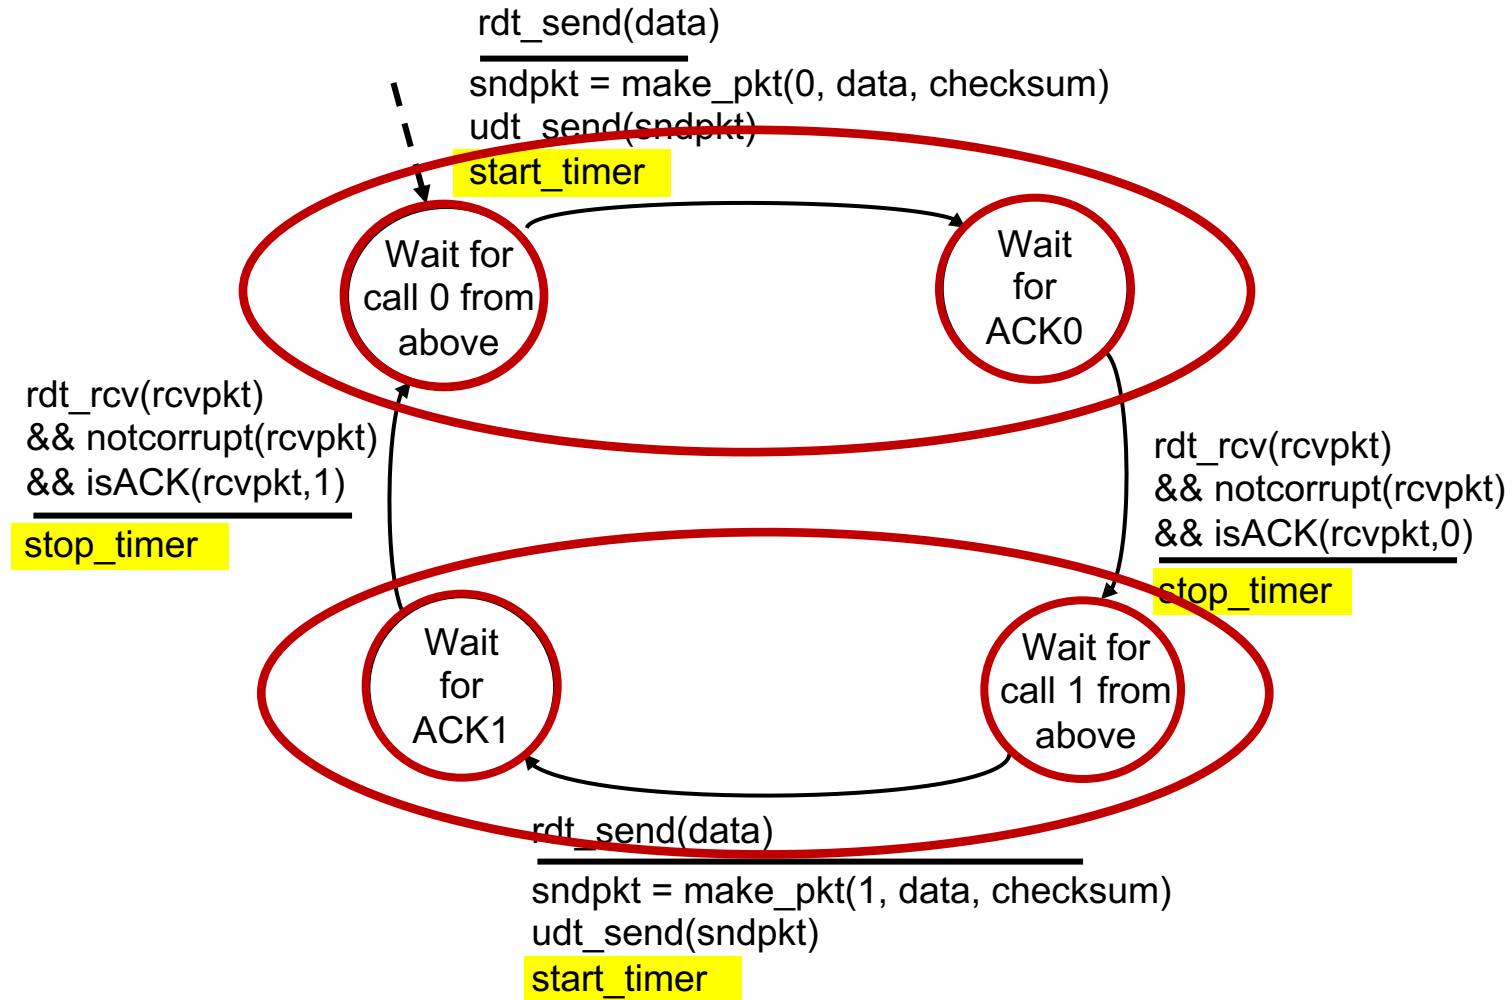 rdt_send(data)
sndpkt = make_pkt(0, data, checksum)
udt_send(sndpkt)
start_timer
Wait for
call 0 from
above
Wait
for
ACK0
rdt_rcv(rcvpkt)
&& notcorrupt(rcvpkt)
&& isACK(rcvpkt,1)
stop_timer
rdt_rcv(rcvpkt)
&& notcorrupt(rcvpkt)
&& isACK(rcvpkt,0)
stop_timer
Wait
for
ACK1
Wait for
call 1 from
above
rdt_send(data)
sndpkt = make_pkt(1, data, checksum)
udt_send(sndpkt)
start_timer